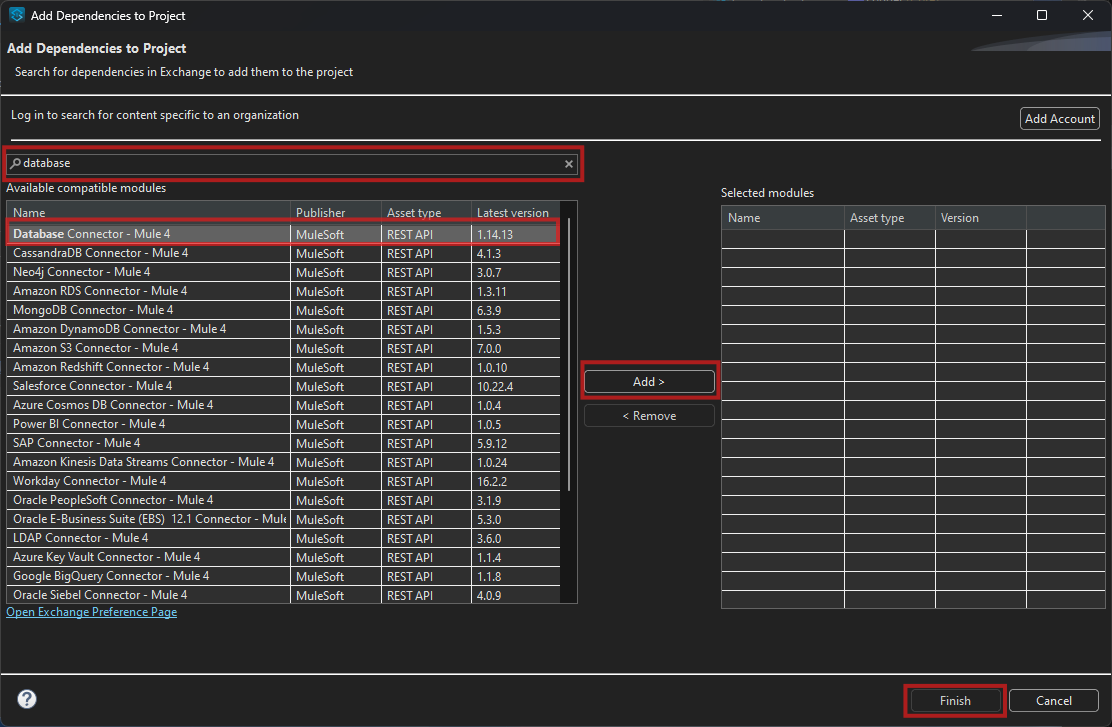 Add Dependencies to Project
Add Dependencies to Project
Search for dependencies in Exchange to add them to the project
Log in to search for content specific to an organization
Add Account
database
Available compatible modules
Name Publisher Asset type Latest version
Database Connector - Mule 4 MuleSoft REST API 1.14.13
CassandraDB Connector - Mule 4 MuleSoft REST API 4.1.3
Neo4j Connector - Mule 4 MuleSoft REST API 3.0.7
Amazon RDS Connector - Mule 4 MuleSoft REST API 1.3.11
MongoDB Connector - Mule 4 MuleSoft REST API 6.3.9
Amazon DynamoDB Connector - Mule 4 MuleSoft REST API 1.5.3
Amazon S3 Connector - Mule 4 MuleSoft REST API 7.0.0
Amazon Redshift Connector - Mule 4 MuleSoft REST API 1.0.10
Salesforce Connector - Mule 4 MuleSoft REST API 10.22.4
Azure Cosmos DB Connector - Mule 4 MuleSoft REST API 1.0.4
Power BI Connector - Mule 4 MuleSoft REST API 1.0.5
SAP Connector - Mule 4 MuleSoft REST API 5.9.12
Amazon Kinesis Data Streams Connector - Mule 4 MuleSoft REST API 1.0.24
Workday Connector - Mule 4 MuleSoft REST API 16.2.2
Oracle PeopleSoft Connector - Mule 4 MuleSoft REST API 3.1.9
Oracle E-Business Suite (EBS) 12.1 Connector - Mule MuleSoft REST API 5.3.0
LDAP Connector - Mule 4 MuleSoft REST API 3.6.0
Azure Key Vault Connector - Mule 4 MuleSoft REST API 1.1.4
Google BigQuery Connector - Mule 4 MuleSoft REST API 1.1.8
Oracle Siebel Connector - Mule 4 MuleSoft REST API 4.0.9
Open Exchange Preference Page
Add >
< Remove
Selected modules
Name Asset type Version
?
Finish
Cancel